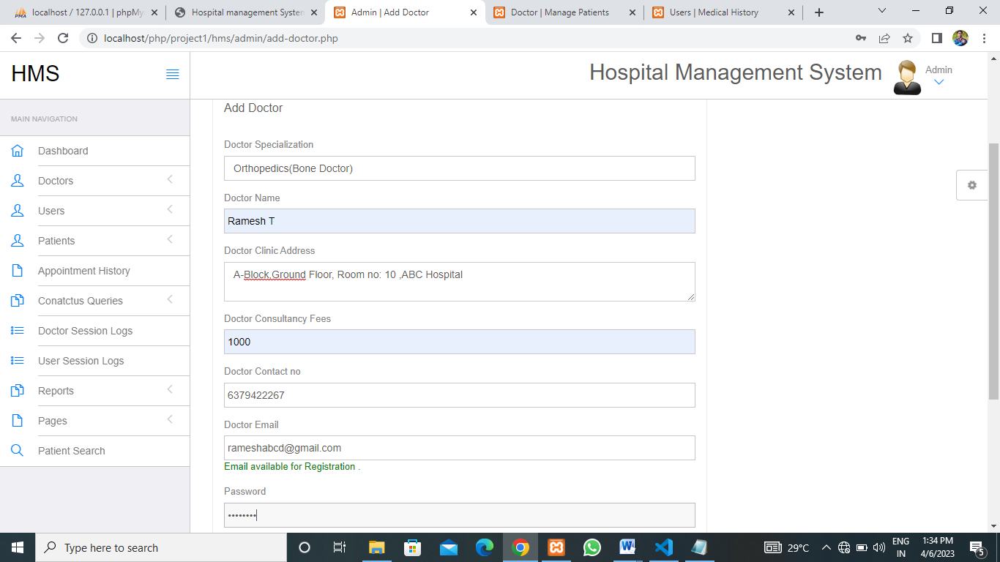 localhost / 127.0.0.1 | phpMy
Hospital management System
Admin | Add Doctor
Doctor | Manage Patients
Users | Medical History
localhost/php/project1/hms/admin/add-doctor.php
HMS
Hospital Management System
Admin
MAIN NAVIGATION
Dashboard
Doctors
Users
Patients
Appointment History
Conatctus Queries
Doctor Session Logs
User Session Logs
Reports
Pages
Patient Search
Add Doctor
Doctor Specialization
Orthopedics(Bone Doctor)
Doctor Name
Ramesh T
Doctor Clinic Address
A-Block,Ground Floor, Room no: 10 ,ABC Hospital
Doctor Consultancy Fees
1000
Doctor Contact no
6379422267
Doctor Email
rameshabcd@gmail.com
Email available for Registration .
Password
••••••••
Type here to search
29°C
ENG
IN
1:34 PM
4/6/2023
5